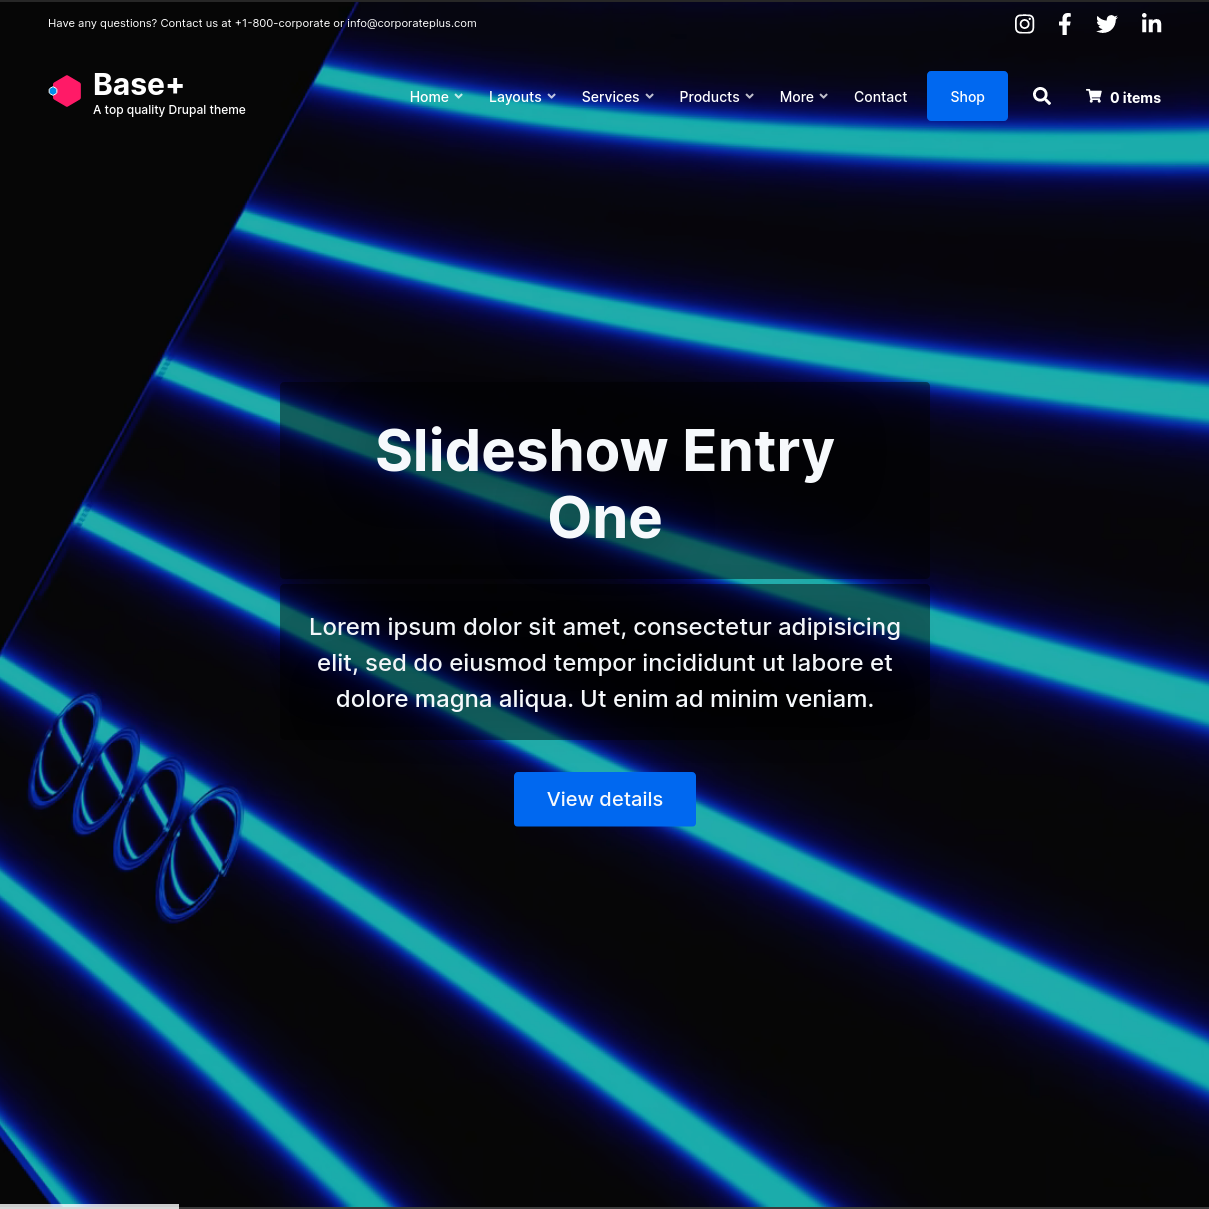 Have any questions? Contact us at +1-800-corporate or info@corporateplus.com
Base+
A top quality Drupal theme
Home
Layouts
Services
Products
More
Contact
Shop
0 items
Slideshow Entry
One
Lorem ipsum dolor sit amet, consectetur adipisicing
elit, sed do eiusmod tempor incididunt ut labore et
dolore magna aliqua. Ut enim ad minim veniam.
View details